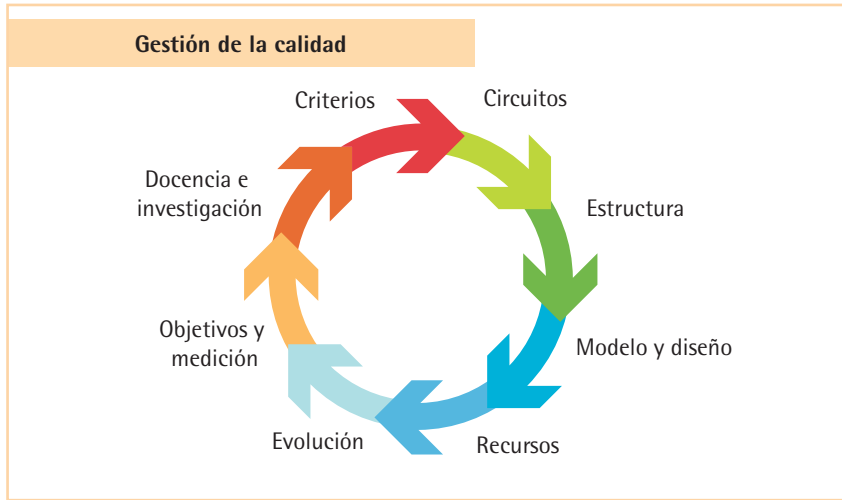 Gestión de la calidad
Criterios
Circuitos
Docencia e
investigación
Estructura
Objetivos y
medición
Modelo y diseño
Evolución
Recursos